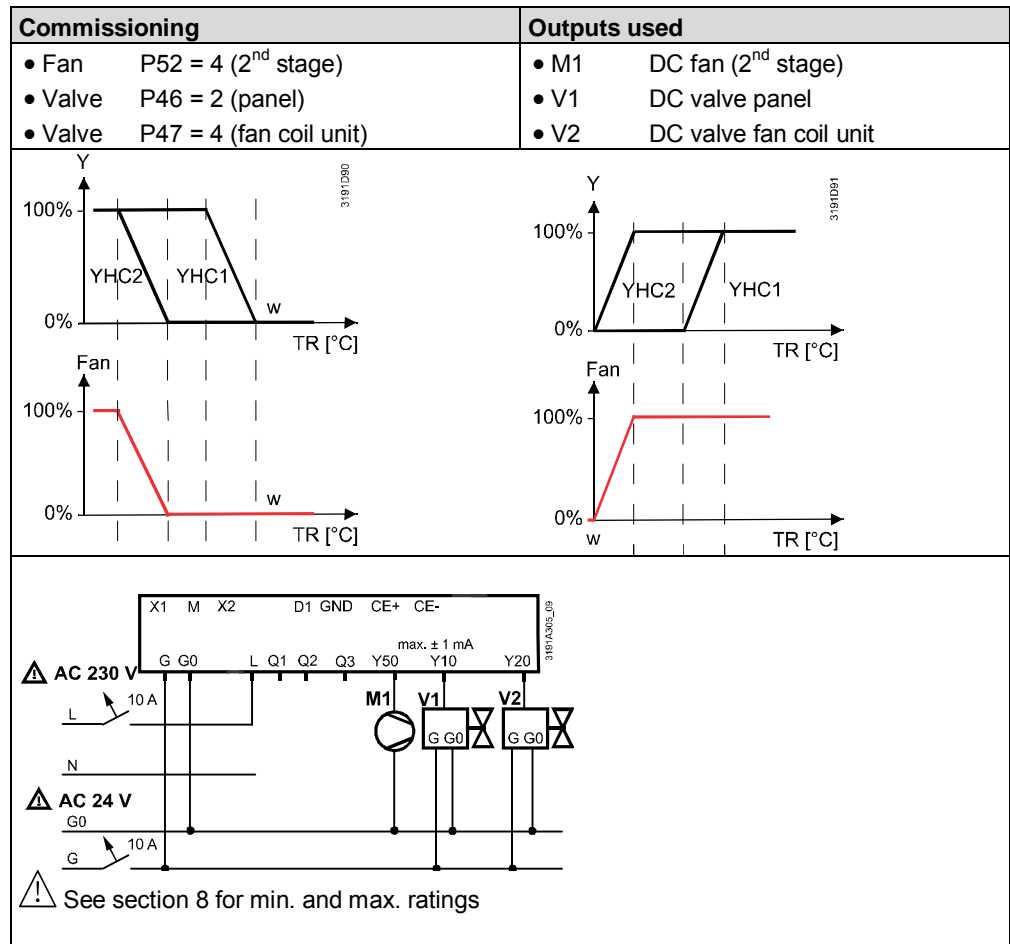 Commissioning
Outputs used
• Fan P52 = 4 (2nd stage)
• Valve P46 = 2 (panel)
• Valve P47 = 4 (fan coil unit)
• M1 DC fan (2nd stage)
• V1 DC valve panel
• V2 DC valve fan coil unit
Y
3191D90
100%
YHC2 YHC1
w
0%
TR [°C]
Fan
100%
w
0%
TR [°C]
Y
3191D91
100%
YHC2 YHC1
0%
TR [°C]
Fan
100%
0%
w
TR [°C]
X1 M X2 D1 GND CE+ CE-
3191A305_09
max. ± 1 mA
G G0 L Q1 Q2 Q3 Y50 Y10 Y20
AC 230 V
10 A
M1 V1 V2
L
G G0 G G0
N
AC 24 V
G0
10 A
G
See section 8 for min. and max. ratings